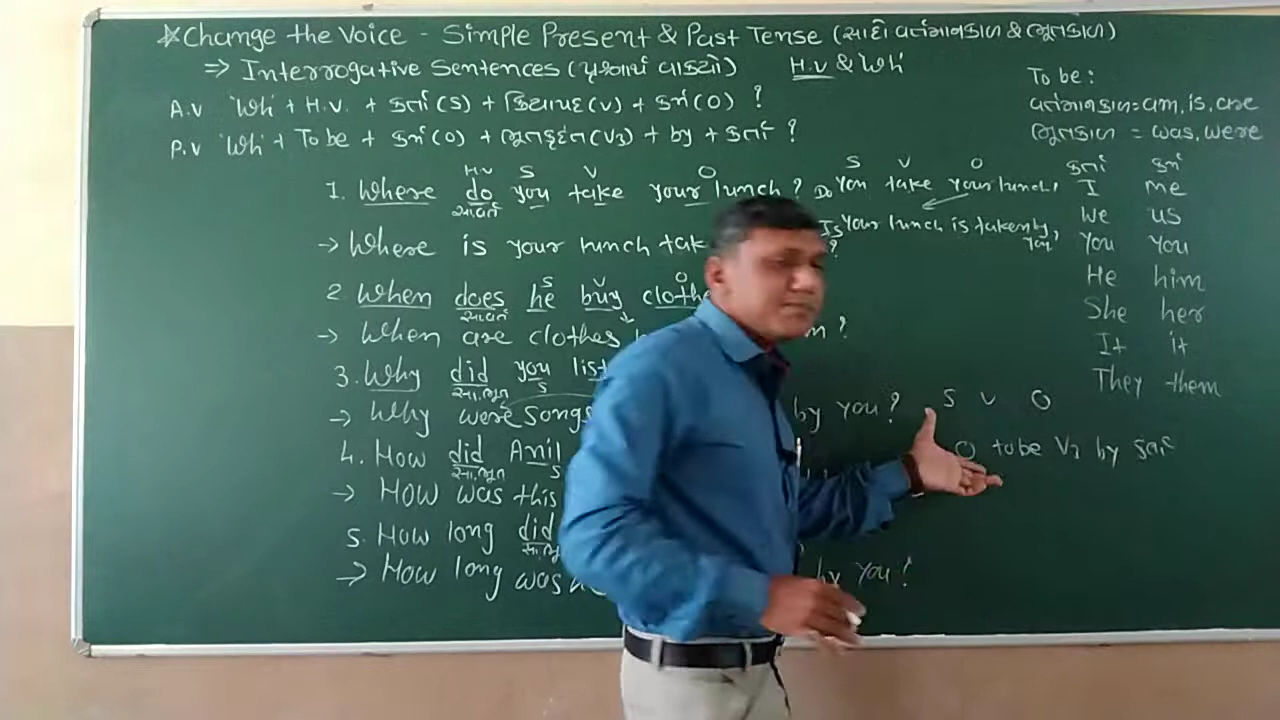 * Change the Voice - Simple Present & Past Tense (સાદો વર્તમાનકાળ & ભૂતકાળ)
⇒ Interrogative Sentences (પ્રશ્નાર્થ વાક્યો) H.V & Wh
To be:
A.V Wh + H.V. + કર્તા (S) + ક્રિયાપદ (V) + કર્મ (O) ?
વર્તમાનકાળ = am, is, are
P.V Wh + To be + કર્મ (O) + ભૂતકૃદંત (V3) + by + કર્તા ?
ભૂતકાળ = was, were
H.V S V O
S V O
કર્તા કર્મ
1. Where do you take your lunch ? Do You take your lunch,
I me
સા.વર્ત
→ Where is your lunch Is Your lunch is taken by, you ?
We us
You you
S V O
2 When does he buy
He him
સા.વર્ત
→ When are clothes ?
She her
It it
3. Why did you
They them
સા.ભૂત S
→ Why were songs by you ? S V O
4. How did Anil O to be V3 by કર્તા
સા.ભૂત S
→ How was this
5. How long did
→ How long was by you ?